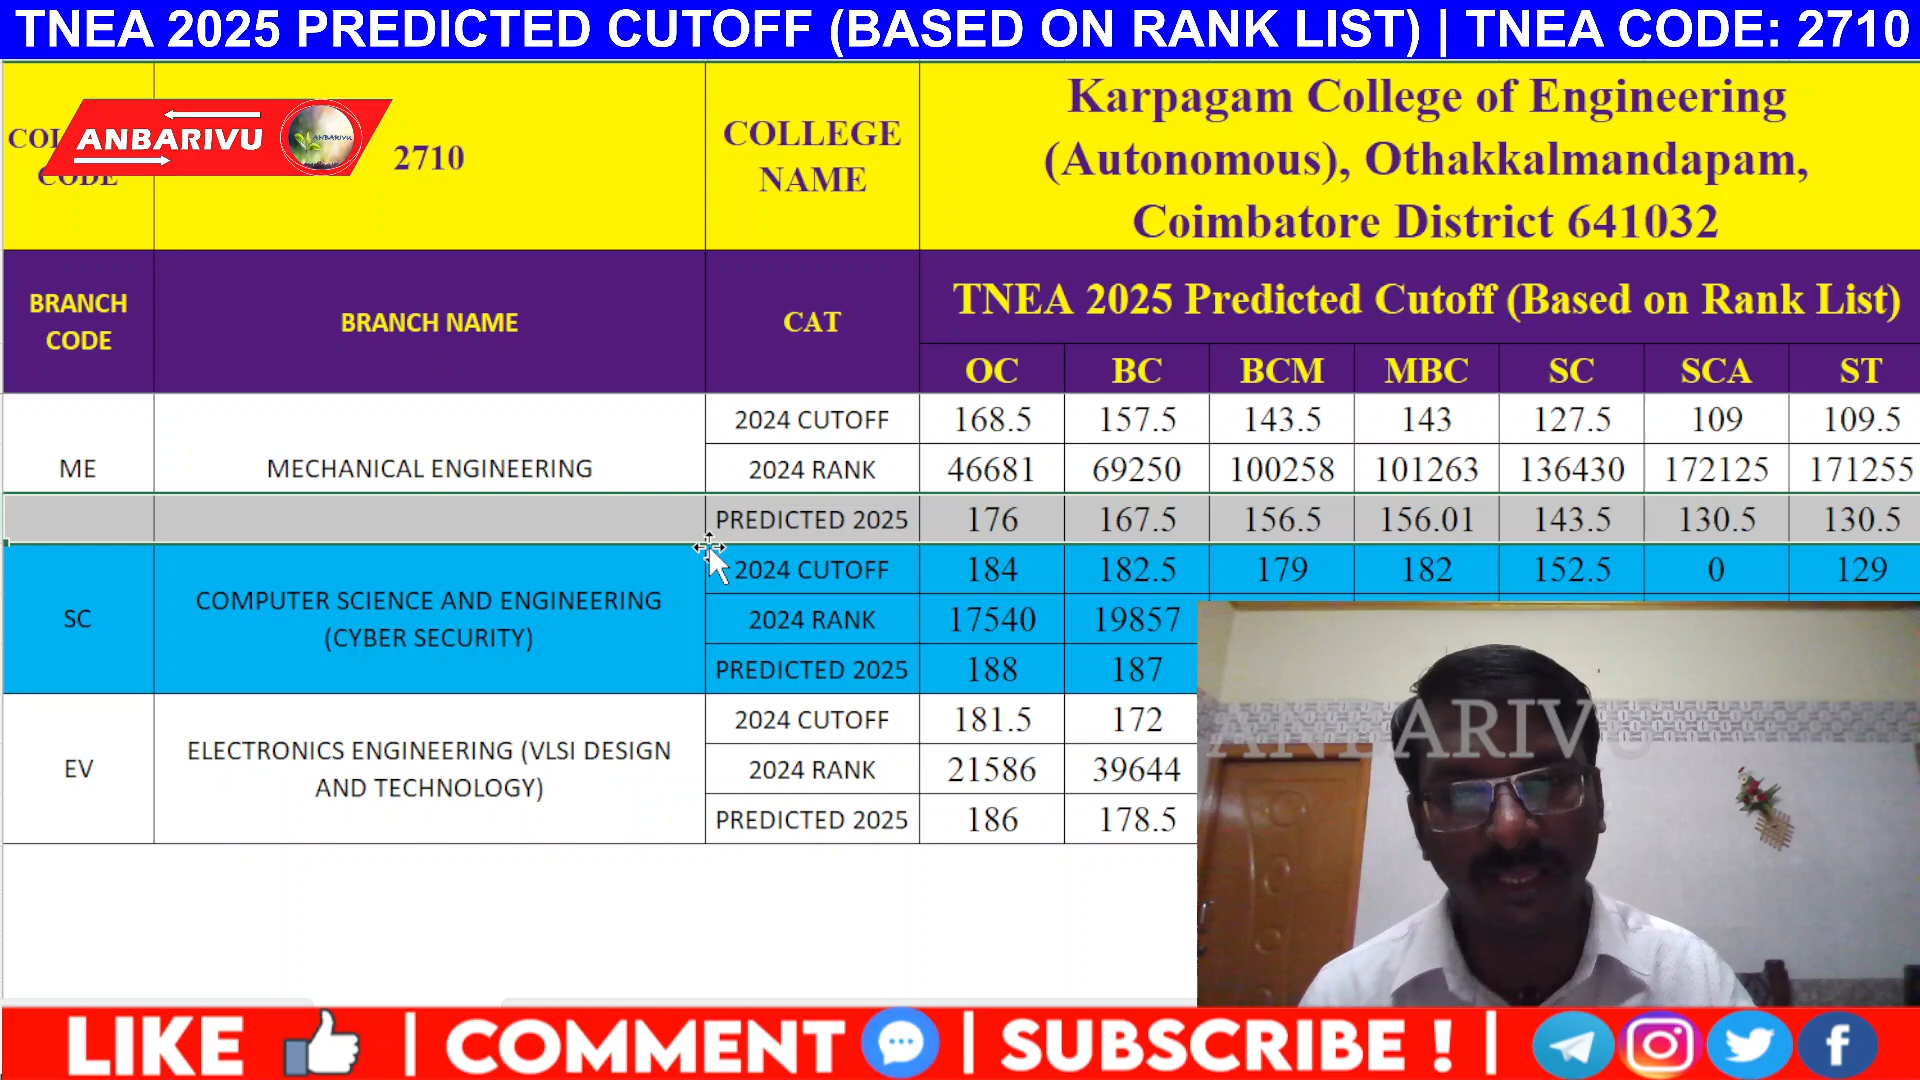 TNEA 2025 PREDICTED CUTOFF (BASED ON RANK LIST) | TNEA CODE: 2710
ANBARIVU
ANBARIVU
CODE
2710
COLLEGE
NAME
Karpagam College of Engineering
(Autonomous), Othakkalmandapam,
Coimbatore District 641032
BRANCH
CODE
BRANCH NAME
CAT
TNEA 2025 Predicted Cutoff (Based on Rank List)
OC BC BCM MBC SC SCA ST
ME
MECHANICAL ENGINEERING
2024 CUTOFF 168.5 157.5 143.5 143 127.5 109 109.5
2024 RANK 46681 69250 100258 101263 136430 172125 171255
PREDICTED 2025 176 167.5 156.5 156.01 143.5 130.5 130.5
SC
COMPUTER SCIENCE AND ENGINEERING
(CYBER SECURITY)
2024 CUTOFF 184 182.5 179 182 152.5 0 129
2024 RANK 17540 19857
PREDICTED 2025 188 187
EV
ELECTRONICS ENGINEERING (VLSI DESIGN
AND TECHNOLOGY)
2024 CUTOFF 181.5 172
2024 RANK 21586 39644
PREDICTED 2025 186 178.5
ANBARIVU
LIKE | COMMENT | SUBSCRIBE ! |